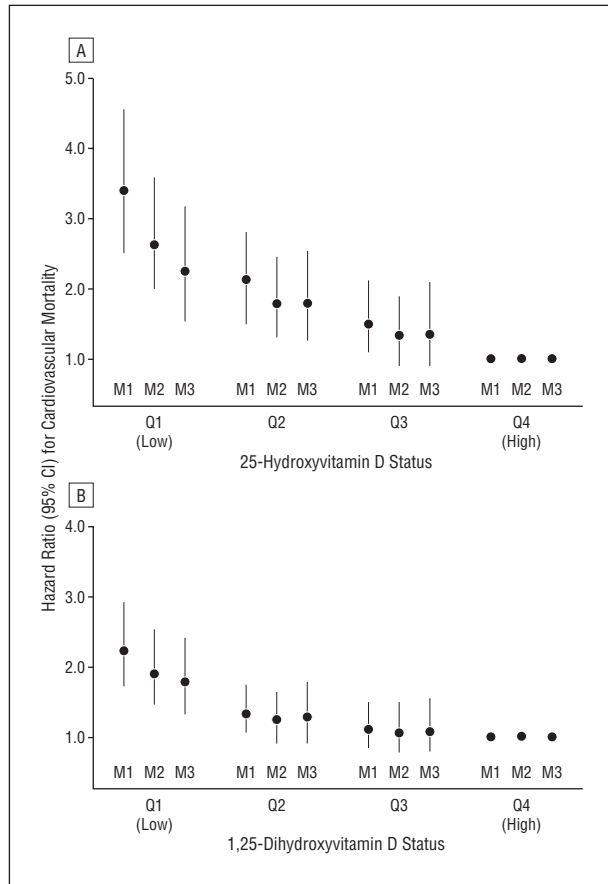 A
5.0
4.0
3.0
2.0
1.0
M1 M2 M3 M1 M2 M3 M1 M2 M3 M1 M2 M3
Q1 Q2 Q3 Q4
(Low) (High)
25-Hydroxyvitamin D Status
Hazard Ratio (95% CI) for Cardiovascular Mortality
B
4.0
3.0
2.0
1.0
M1 M2 M3 M1 M2 M3 M1 M2 M3 M1 M2 M3
Q1 Q2 Q3 Q4
(Low) (High)
1,25-Dihydroxyvitamin D Status